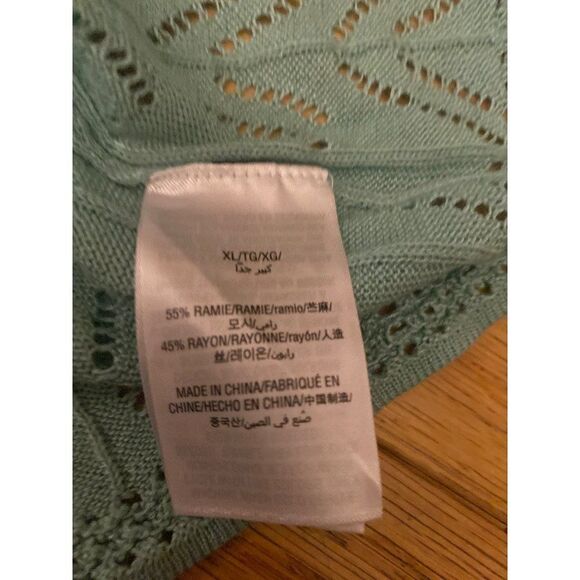 XL/TG/XG/
كبير جدًا
55% RAMIE/RAMIE/ramio/苎麻/
모시/رامي/
45% RAYON/RAYONNE/rayón/人造
丝/레이온/رايون
MADE IN CHINA/FABRIQUÉ EN
CHINE/HECHO EN CHINA/中国制造/
중국산/صنع في الصين